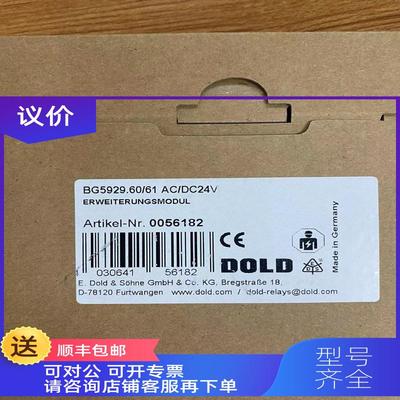 议价
BG5929.60/61 AC/DC24V
ERWEITERUNGSMODUL
Artikel-Nr. 0056182
CE
Made in Germany
030641 56182
DOLD
E. Dold & Söhne GmbH & Co. KG, Bregstraße 18,
D-78120 Furtwangen • www.dold.com • dold-relays@dold.com
送
顺丰包邮
可对公 可开票
请咨询店铺客服再下单
型号
齐全